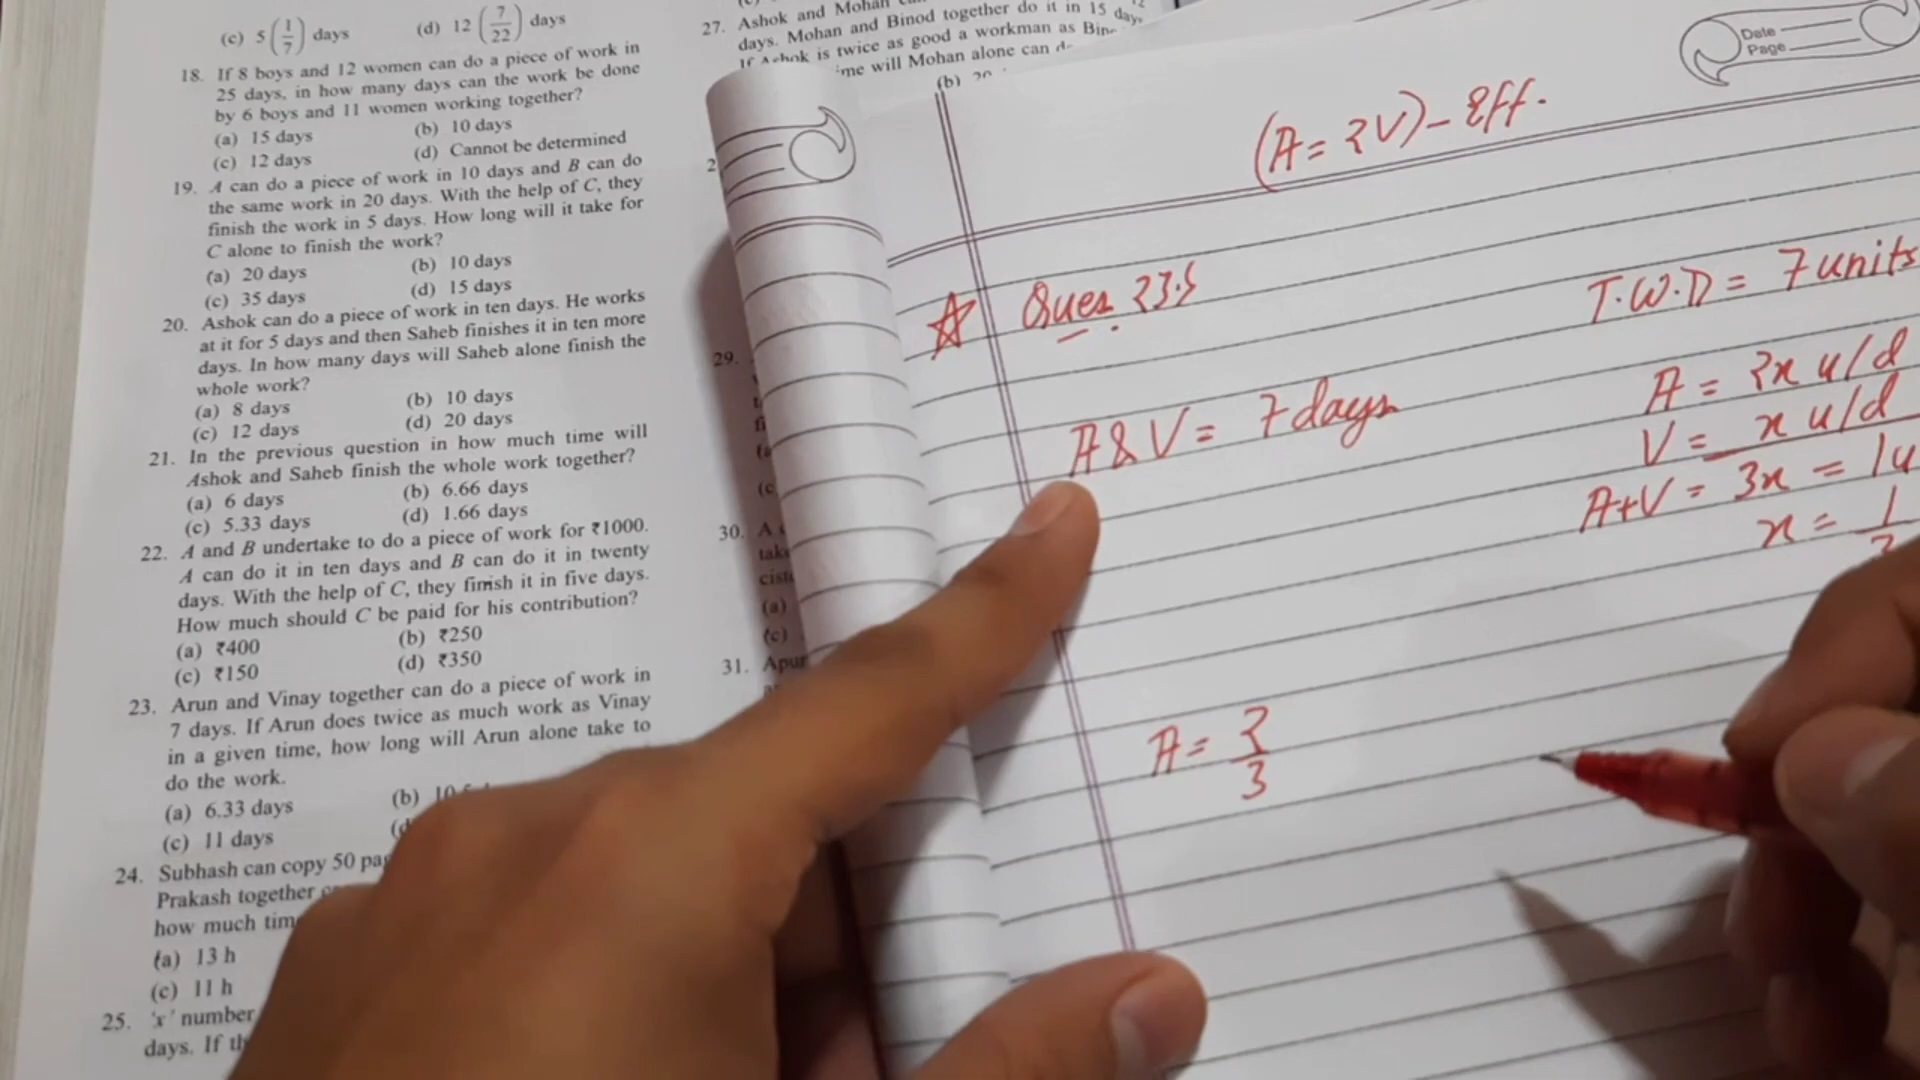 (c) 5 (1/7) days (d) 12 (7/22) days
18. If 8 boys and 12 women can do a piece of work in
25 days, in how many days can the work be done
by 6 boys and 11 women working together?
(a) 15 days (b) 10 days
(c) 12 days (d) Cannot be determined
19. A can do a piece of work in 10 days and B can do
the same work in 20 days. With the help of C, they
finish the work in 5 days. How long will it take for
C alone to finish the work?
(a) 20 days (b) 10 days
(c) 35 days (d) 15 days
20. Ashok can do a piece of work in ten days. He works
at it for 5 days and then Saheb finishes it in ten more
days. In how many days will Saheb alone finish the
whole work?
(a) 8 days (b) 10 days
(c) 12 days (d) 20 days
21. In the previous question in how much time will
Ashok and Saheb finish the whole work together?
(a) 6 days (b) 6.66 days
(c) 5.33 days (d) 1.66 days
22. A and B undertake to do a piece of work for ₹1000.
A can do it in ten days and B can do it in twenty
days. With the help of C, they finish it in five days.
How much should C be paid for his contribution?
(a) ₹400 (b) ₹250
(c) ₹150 (d) ₹350
23. Arun and Vinay together can do a piece of work in
7 days. If Arun does twice as much work as Vinay
in a given time, how long will Arun alone take to
do the work.
(a) 6.33 days (b)
(c) 11 days
24. Subhash can copy 50
Prakash together
how much
(a) 13 h
(c) 11 h
25. 'x' number
days. If
27. Ashok and Mohan
days. Mohan and Binod together do it in 15
is twice as good a workman as
will Mohan alone can
(b)
29.
30. A
(a)
(c)
31.
Date
Page
(A = 2V) - Eff.
Ques. 23.
T.W.D = 7 units
A & V = 7 days
A = 2x u/d
V = x u/d
A+V = 3x = 1u
x = 1
A = 2/3